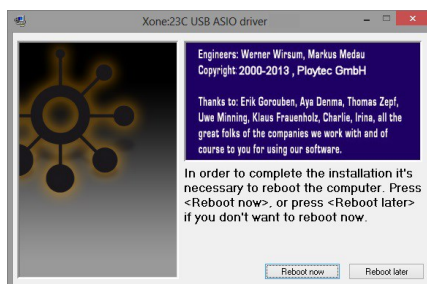 Xone:23C USB ASIO driver
Engineers: Werner Wirsum, Markus Medau
Copyright 2000-2013 , Ploytec GmbH
Thanks to: Erik Gorouben, Aya Denma, Thomas Zepf,
Uwe Minning, Klaus Frauenholz, Charlie, Irina, all the
great folks of the companies we work with and of
course to you for using our software.
In order to complete the installation it's
necessary to reboot the computer. Press
<Reboot now>, or press <Reboot later>
if you don't want to reboot now.
Reboot now
Reboot later